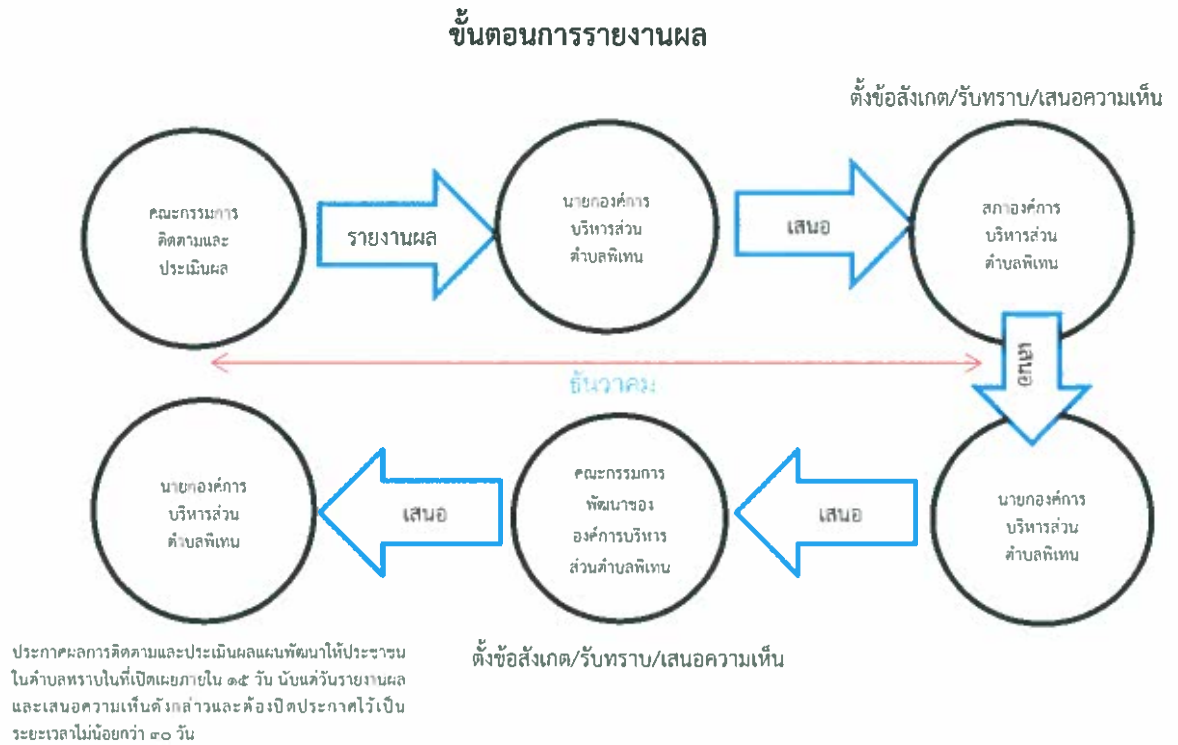 ขั้นตอนการรายงานผล
ตั้งข้อสังเกต/รับทราบ/เสนอความเห็น
คณะกรรมการ
ติดตามและ
ประเมินผล
รายงานผล
นายกองค์การ
บริหารส่วน
ตำบลพิเทน
เสนอ
สภาองค์การ
บริหารส่วน
ตำบลพิเทน
เสนอ
ธันวาคม
นายกองค์การ
บริหารส่วน
ตำบลพิเทน
เสนอ
คณะกรรมการ
พัฒนาของ
องค์การบริหาร
ส่วนตำบลพิเทน
ตั้งข้อสังเกต/รับทราบ/เสนอความเห็น
เสนอ
นายกองค์การ
บริหารส่วน
ตำบลพิเทน
ประกาศผลการติดตามและประเมินผลแผนพัฒนาให้ประชาชน
ในตำบลทราบในที่เปิดเผยภายใน ๑๕ วัน นับแต่วันรายงานผล
และเสนอความเห็นดังกล่าวและต้องปิดประกาศไว้เป็น
ระยะเวลาไม่น้อยกว่า ๓๐ วัน